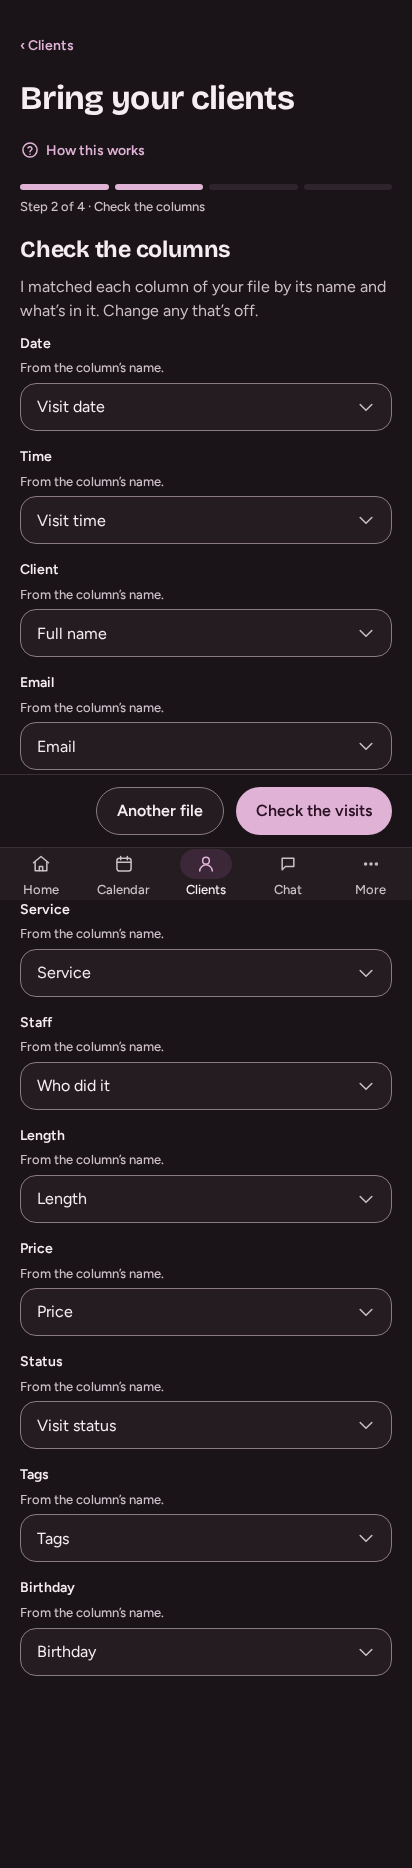 ‹ Clients
Bring your clients
How this works
Step 2 of 4 · Check the columns
Check the columns
I matched each column of your file by its name and
what’s in it. Change any that’s off.
Date
From the column’s name.
Visit date
Time
From the column’s name.
Visit time
Client
From the column’s name.
Full name
Email
From the column’s name.
Email
Another file
Check the visits
Home
Calendar
Clients
Chat
More
Service
From the column’s name.
Service
Staff
From the column’s name.
Who did it
Length
From the column’s name.
Length
Price
From the column’s name.
Price
Status
From the column’s name.
Visit status
Tags
From the column’s name.
Tags
Birthday
From the column’s name.
Birthday